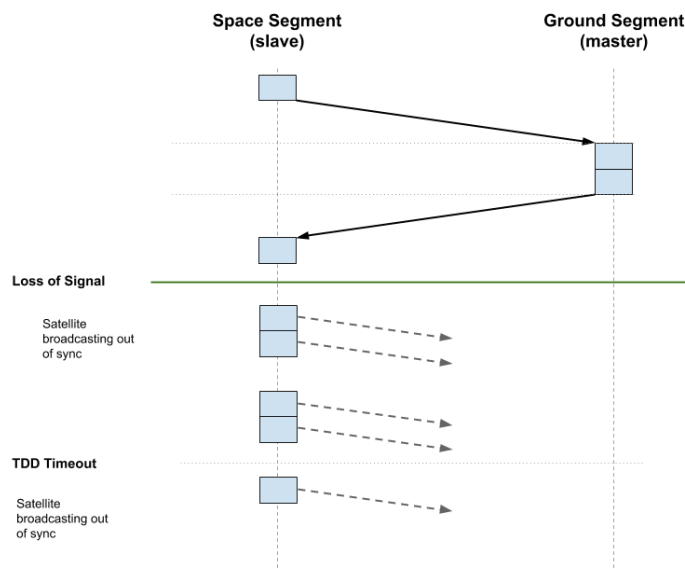 Space Segment
(slave)
Ground Segment
(master)
Loss of Signal
Satellite
broadcasting out
of sync
TDD Timeout
Satellite
broadcasting out
of sync